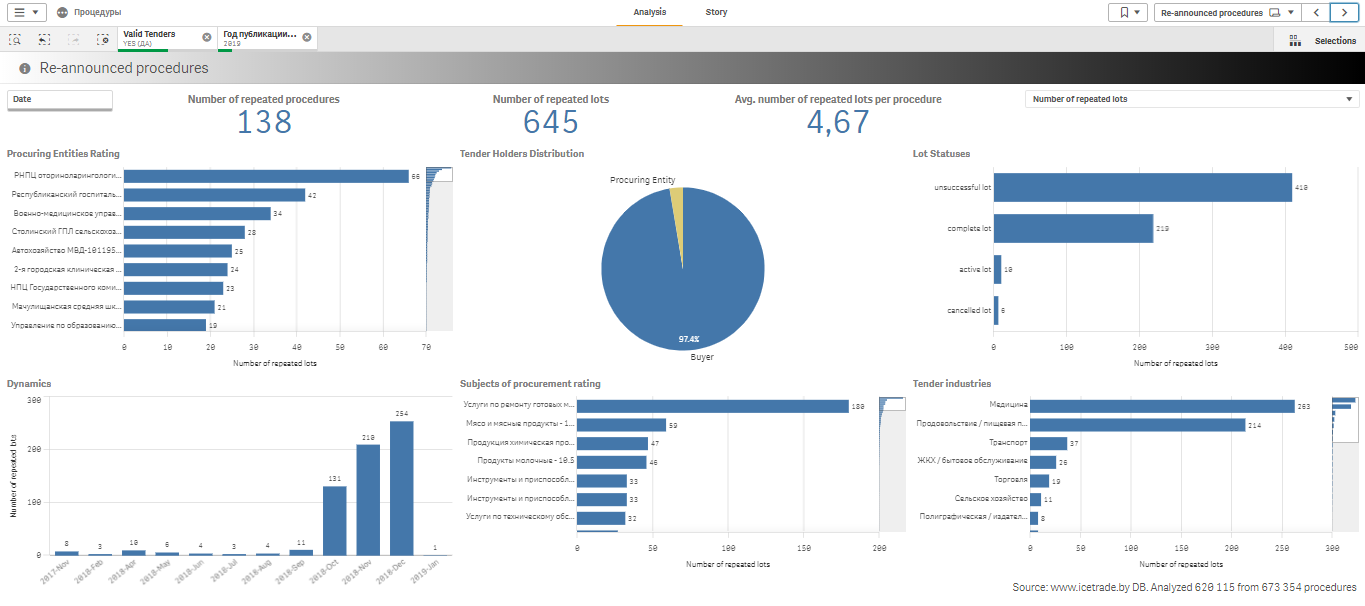 Процедуры
Analysis
Story
Re-announced procedures
Valid Tenders
YES (ДА)
Год публикации...
2019
Selections
Re-announced procedures
Date
Number of repeated procedures
138
Number of repeated lots
645
Avg. number of repeated lots per procedure
4,67
Number of repeated lots
Procuring Entities Rating
РНПЦ оториноларингологи... 66
Республиканский госпиталь... 42
Военно-медицинское управ... 34
Столинский ГПЛ сельскохоз... 28
Автохозяйство МВД-101195... 25
2-я городская клиническая ... 24
НПЦ Государственного коми... 23
Мачулищанская средняя шк... 21
Управление по образованию... 19
0 10 20 30 40 50 60 70
Number of repeated lots
Tender Holders Distribution
Procuring Entity
97.4%
Buyer
Lot Statuses
unsuccessful lot 410
complete lot 219
active lot 10
cancelled lot 6
0 100 200 300 400 500
Number of repeated lots
Dynamics
Number of repeated lots
300
200
100
0
8 3 10 6 4 3 4 11 131 210 254 1
2017-Nov 2018-Feb 2018-Apr 2018-May 2018-Jun 2018-Jul 2018-Aug 2018-Sep 2018-Oct 2018-Nov 2018-Dec 2019-Jan
Subjects of procurement rating
Услуги по ремонту готовых м... 180
Мясо и мясные продукты - 1... 59
Продукция химическая про... 47
Продукты молочные - 10.5 46
Инструменты и приспособл... 33
Инструменты и приспособл... 33
Услуги по техническому обс... 32
0 50 100 150 200
Number of repeated lots
Tender industries
Медицина 263
Продовольствие / пищевая п... 214
Транспорт 37
ЖКХ / бытовое обслуживание 26
Торговля 19
Сельское хозяйство 11
Полиграфическая / издател... 8
0 50 100 150 200 250 300
Number of repeated lots
Source: www.icetrade.by DB. Analyzed 620 115 from 673 354 procedures